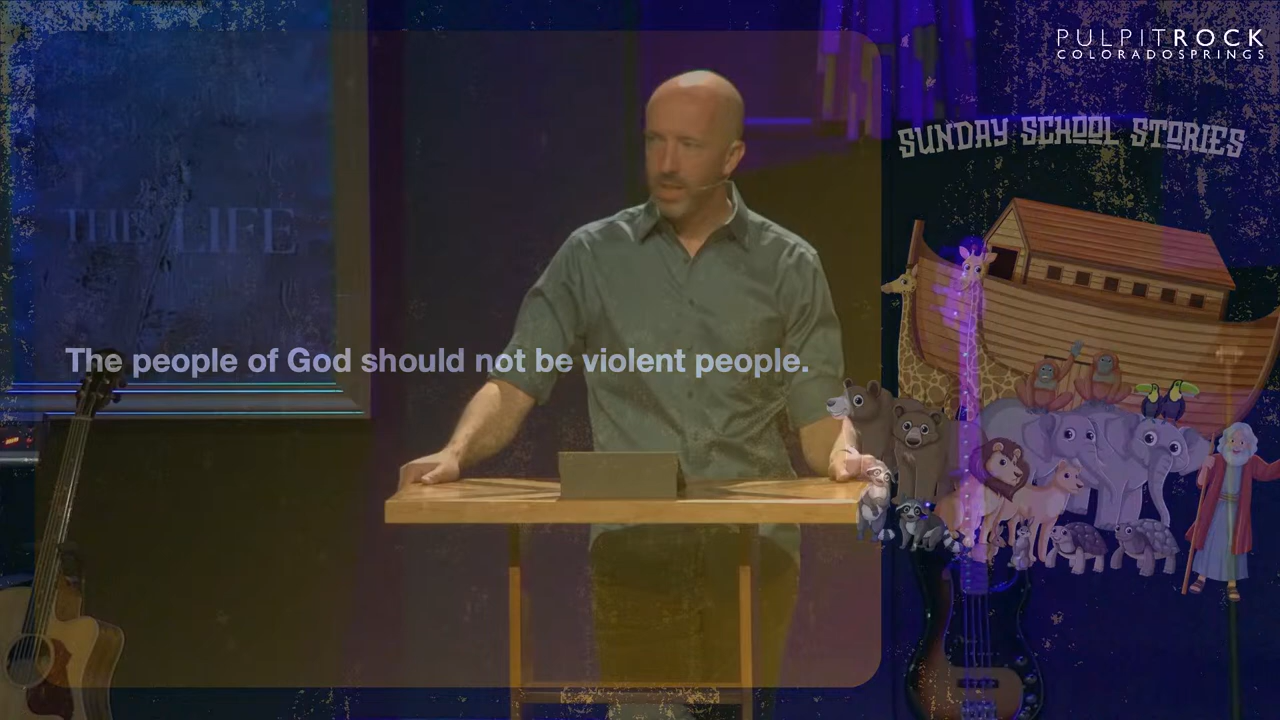 PULPITROCK
COLORADOSPRINGS
SUNDAY SCHOOL STORIES
THE LIFE
The people of God should not be violent people.